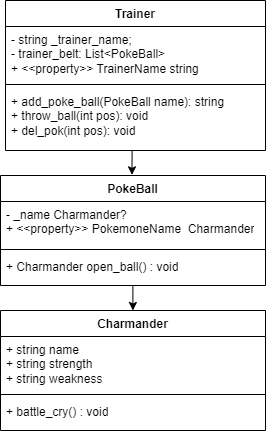 Trainer
- string _trainer_name;
- trainer_belt: List<PokeBall>
+ <<property>> TrainerName string
+ add_poke_ball(PokeBall name): string
+ throw_ball(int pos): void
+ del_pok(int pos): void
PokeBall
- _name Charmander?
+ <<property>> PokemoneName Charmander
+ Charmander open_ball() : void
Charmander
+ string name
+ string strength
+ string weakness
+ battle_cry() : void